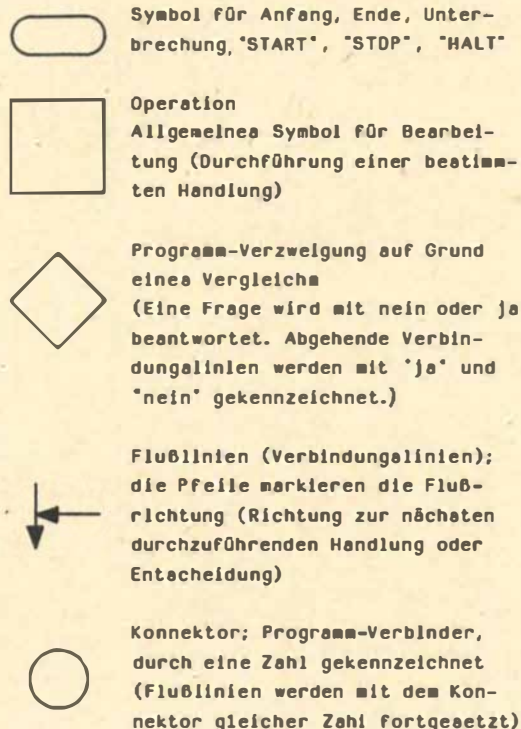 Symbol für Anfang, Ende, Unter-
brechung, "START", "STOP", "HALT"
Operation
Allgemeines Symbol für Bearbei-
tung (Durchführung einer bestimm-
ten Handlung)
Programm-Verzweigung auf Grund
eines Vergleichs
(Eine Frage wird mit nein oder ja
beantwortet. Abgehende Verbin-
dungslinien werden mit "ja" und
"nein" gekennzeichnet.)
Flußlinien (Verbindungslinien);
die Pfeile markieren die Fluß-
richtung (Richtung zur nächsten
durchzuführenden Handlung oder
Entscheidung)
Konnektor; Programm-Verbinder,
durch eine Zahl gekennzeichnet
(Flußlinien werden mit dem Kon-
nektor gleicher Zahl fortgesetzt)